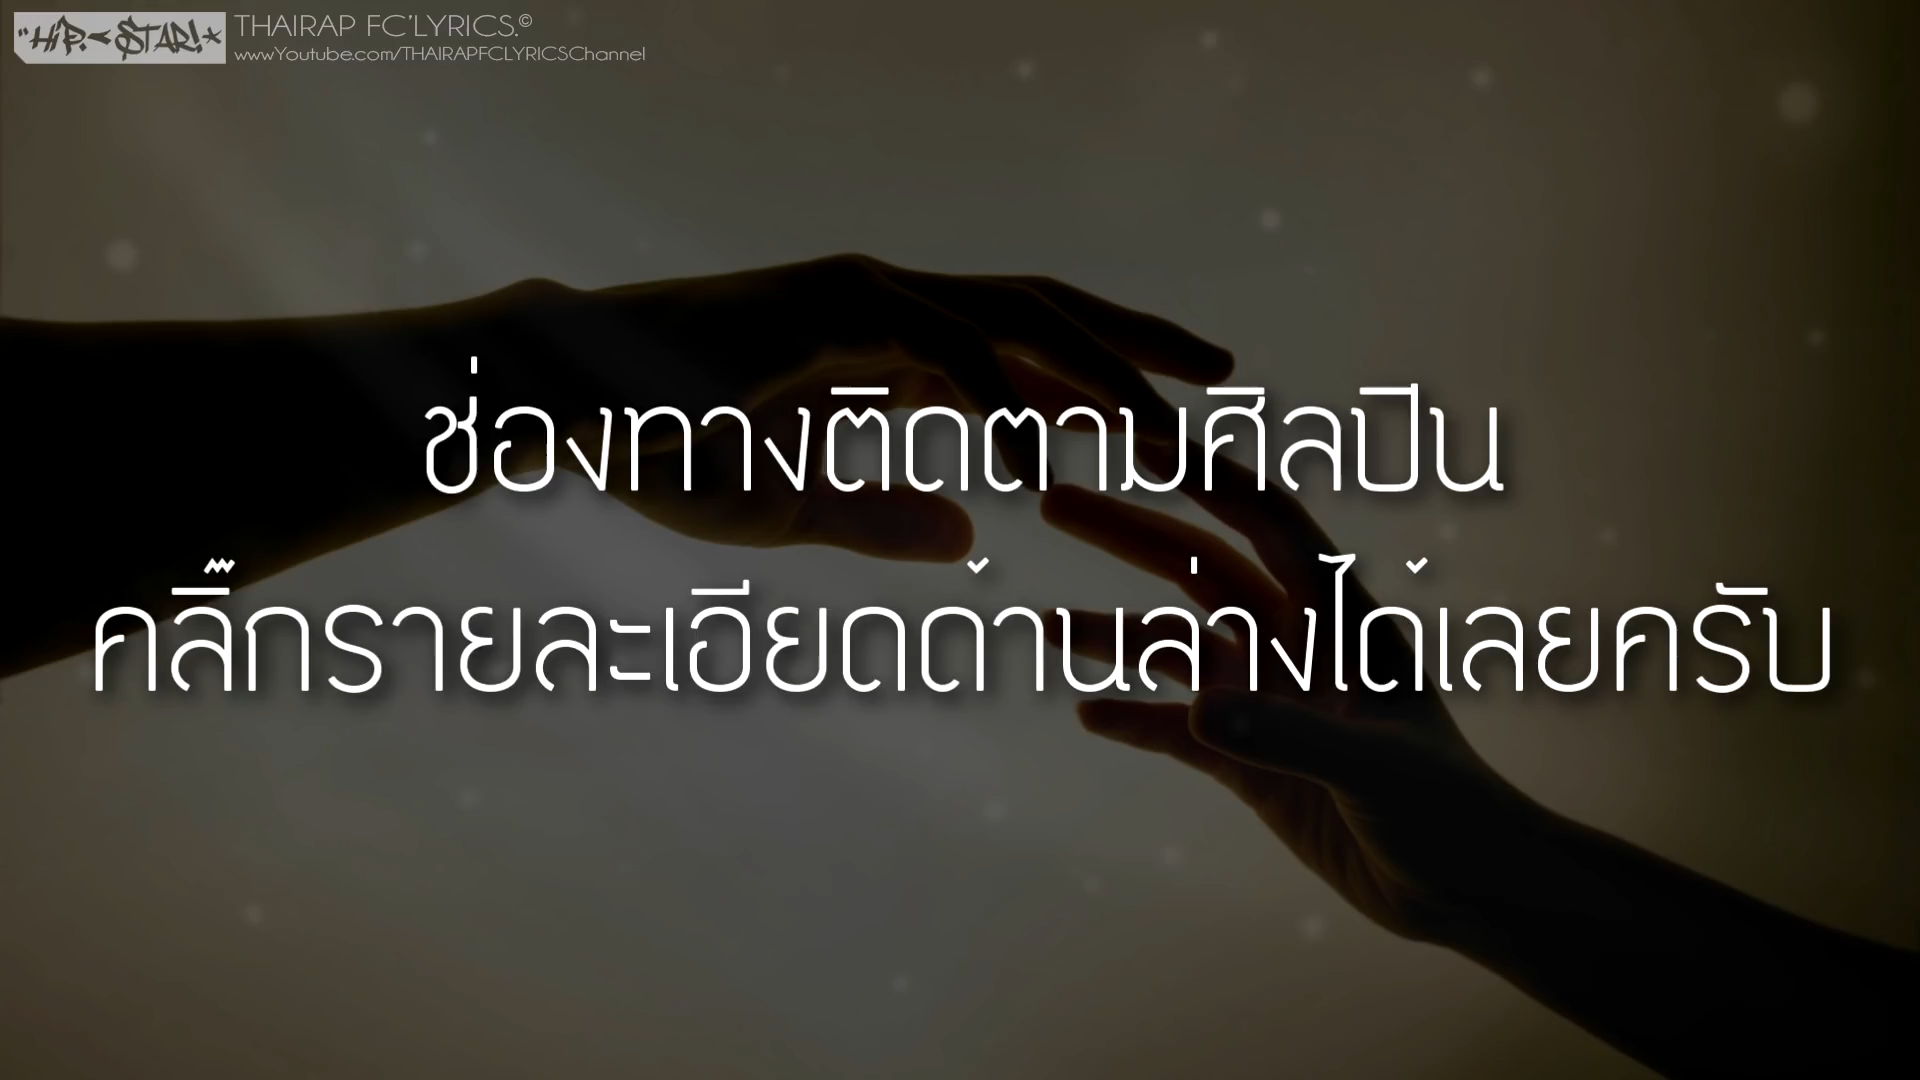 "HiP.<STAR!*
THAIRAP FC'LYRICS.©
www.Youtube.com/THAIRAPFCLYRICSChannel
ช่องทางติดตามศิลปิน
คลิ๊กรายละเอียดด้านล่างได้เลยครับ